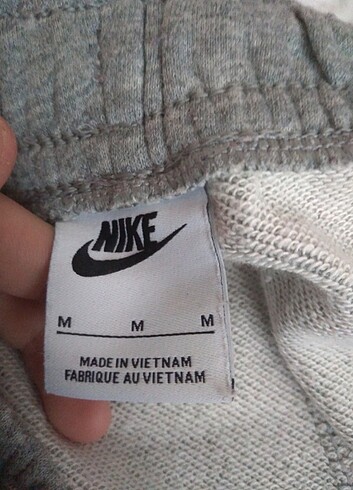 NIKE
M M M
MADE IN VIETNAM
FABRIQUE AU VIETNAM